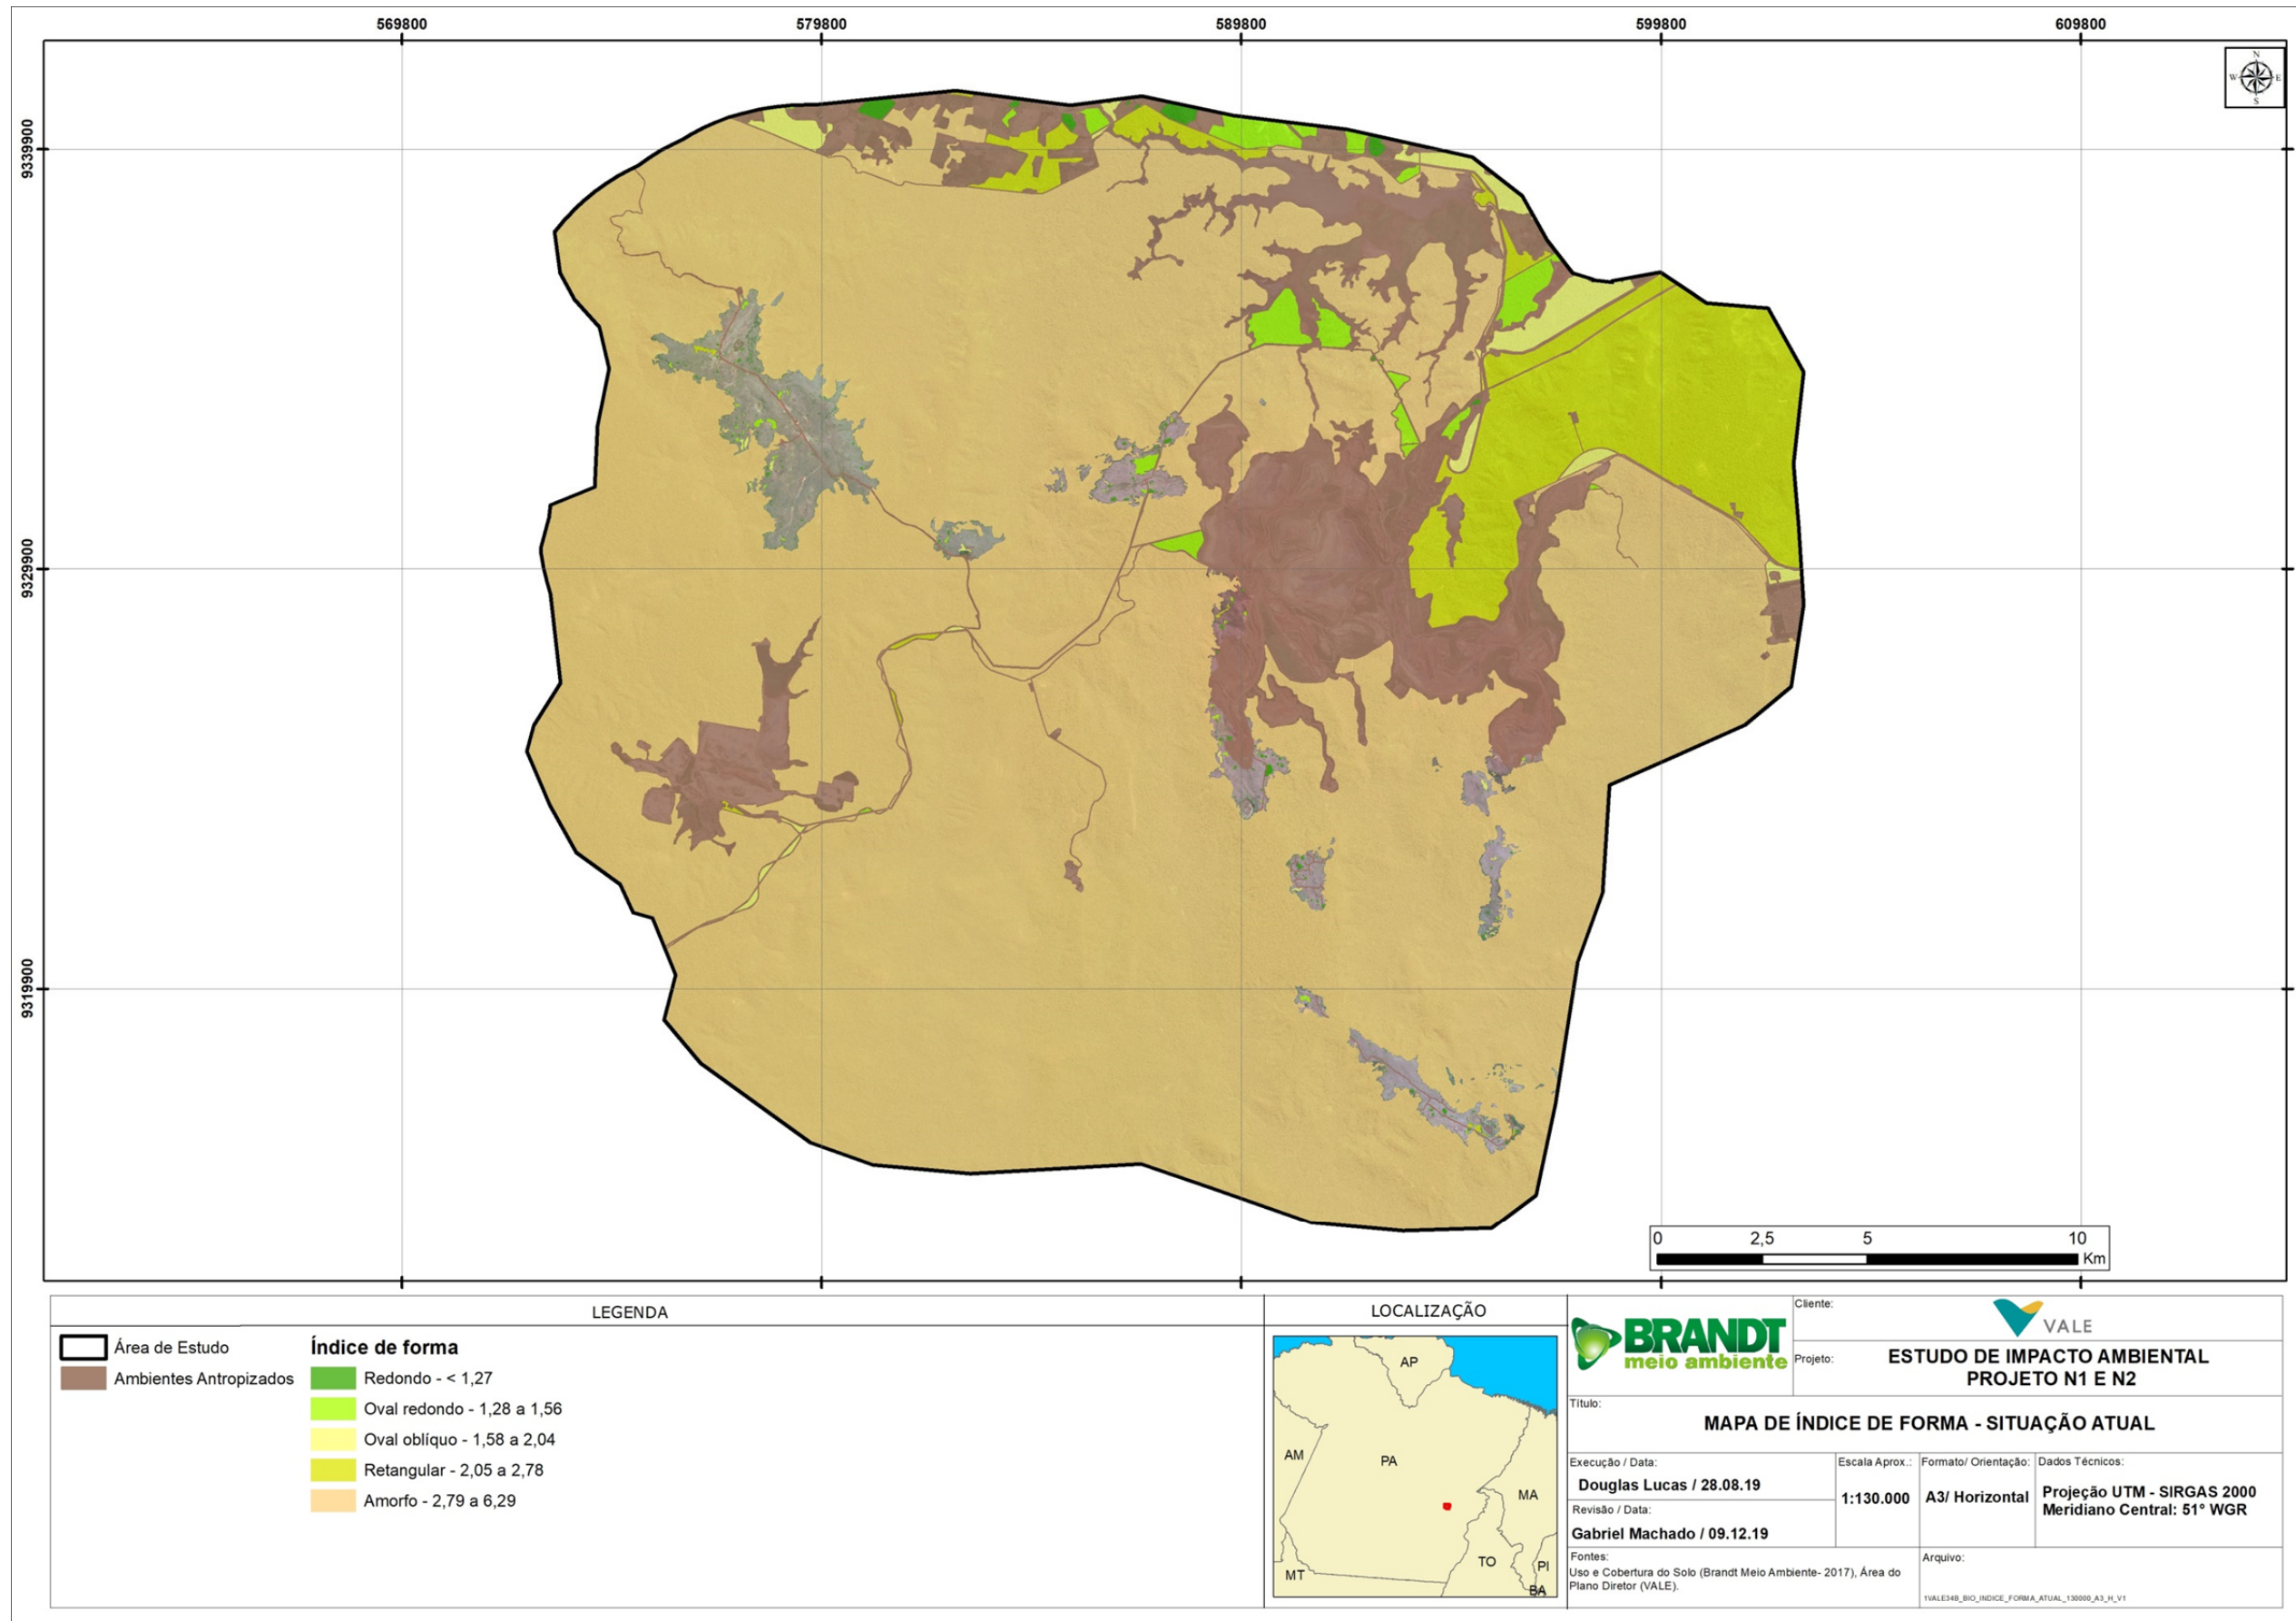 569800
579800
589800
599800
609800
N
W
E
S
9339900
9329900
9319900
0
2,5
5
10
Km
LEGENDA
Área de Estudo
Ambientes Antropizados
Índice de forma
Redondo - < 1,27
Oval redondo - 1,28 a 1,56
Oval oblíquo - 1,58 a 2,04
Retangular - 2,05 a 2,78
Amorfo - 2,79 a 6,29
LOCALIZAÇÃO
AP
AM
PA
MA
TO
PI
MT
BA
BRANDT
meio ambiente
Cliente:
VALE
Projeto:
ESTUDO DE IMPACTO AMBIENTAL
PROJETO N1 E N2
Título:
MAPA DE ÍNDICE DE FORMA - SITUAÇÃO ATUAL
Execução / Data:
Douglas Lucas / 28.08.19
Revisão / Data:
Gabriel Machado / 09.12.19
Escala Aprox.:
1:130.000
Formato/ Orientação:
A3/ Horizontal
Dados Técnicos:
Projeção UTM - SIRGAS 2000
Meridiano Central: 51° WGR
Fontes:
Uso e Cobertura do Solo (Brandt Meio Ambiente- 2017), Área do
Plano Diretor (VALE).
Arquivo:
1VALE34B_BIO_INDICE_FORMA_ATUAL_130000_A3_H_V1